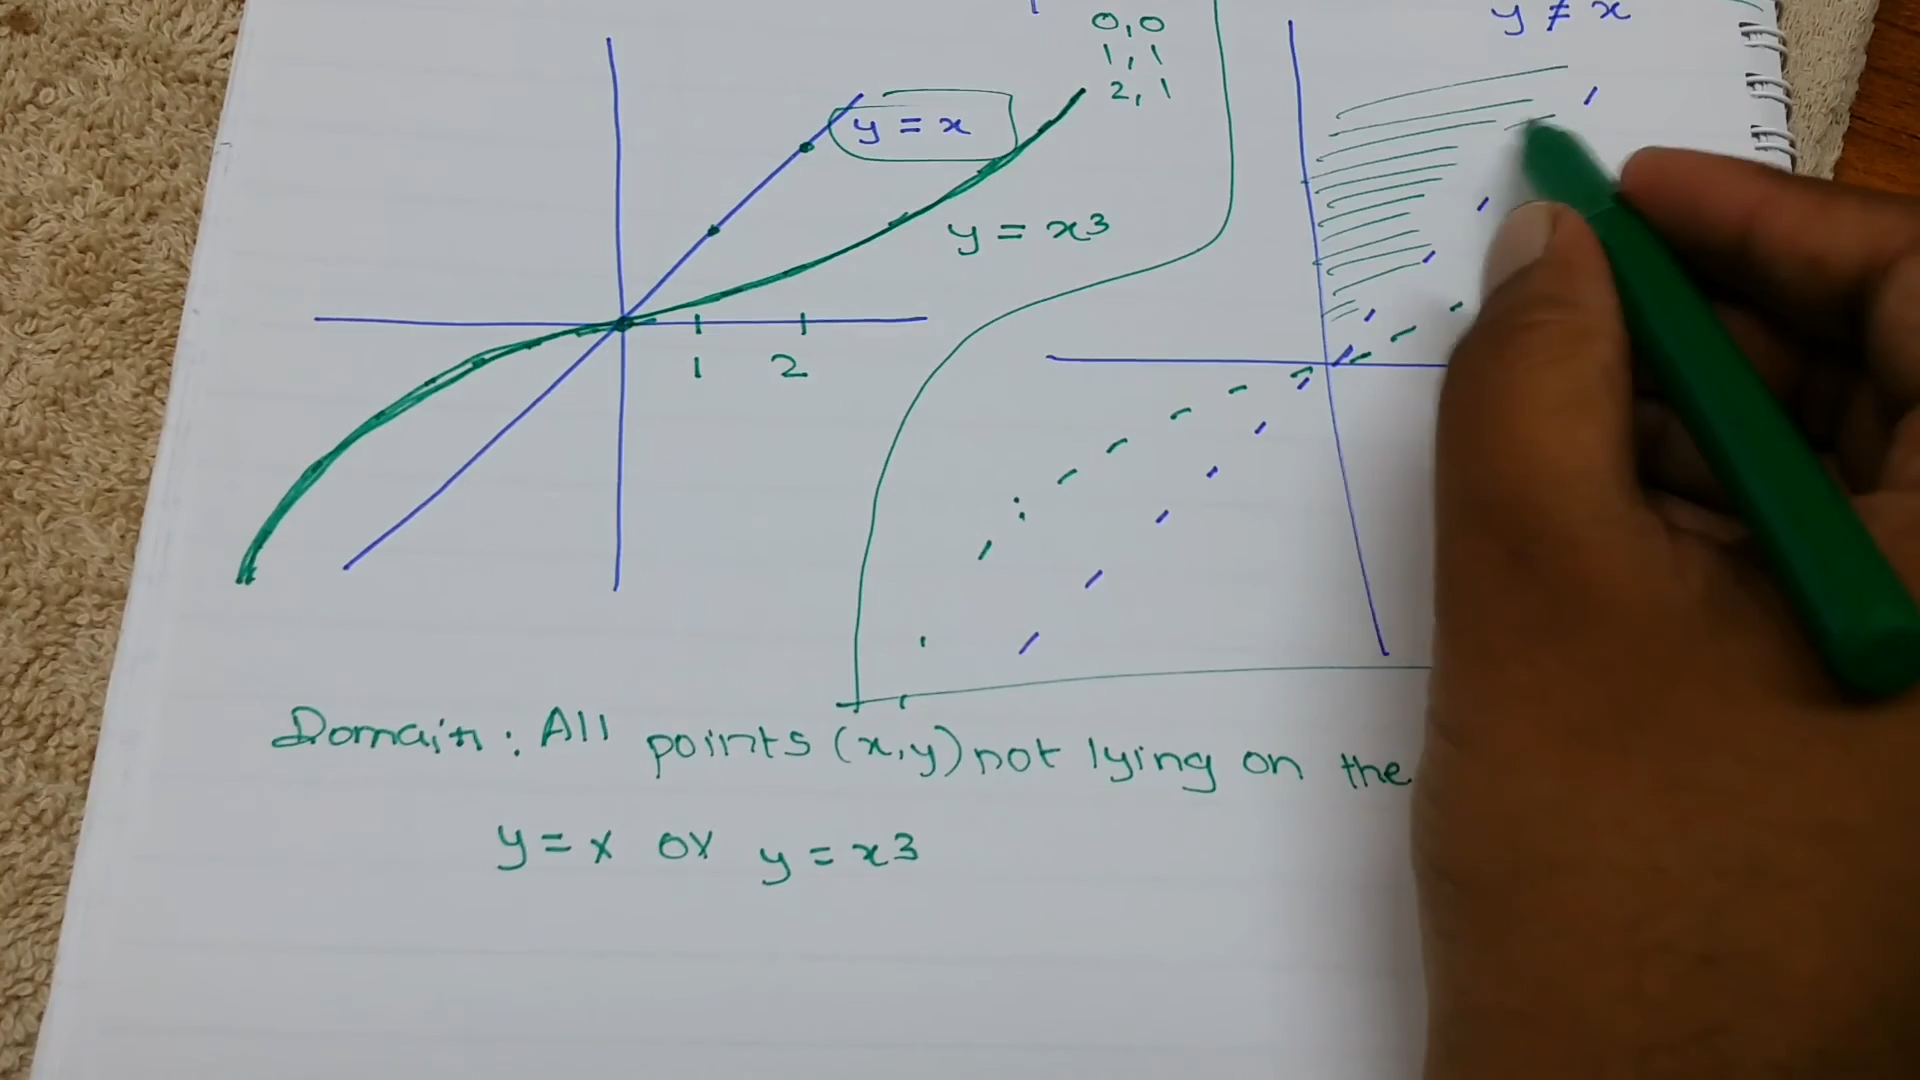 0,0
1,1
2,1
y ≠ x
y = x
y = x3
1 2
Domain: All points (x,y) not lying on the
y = x or y = x3